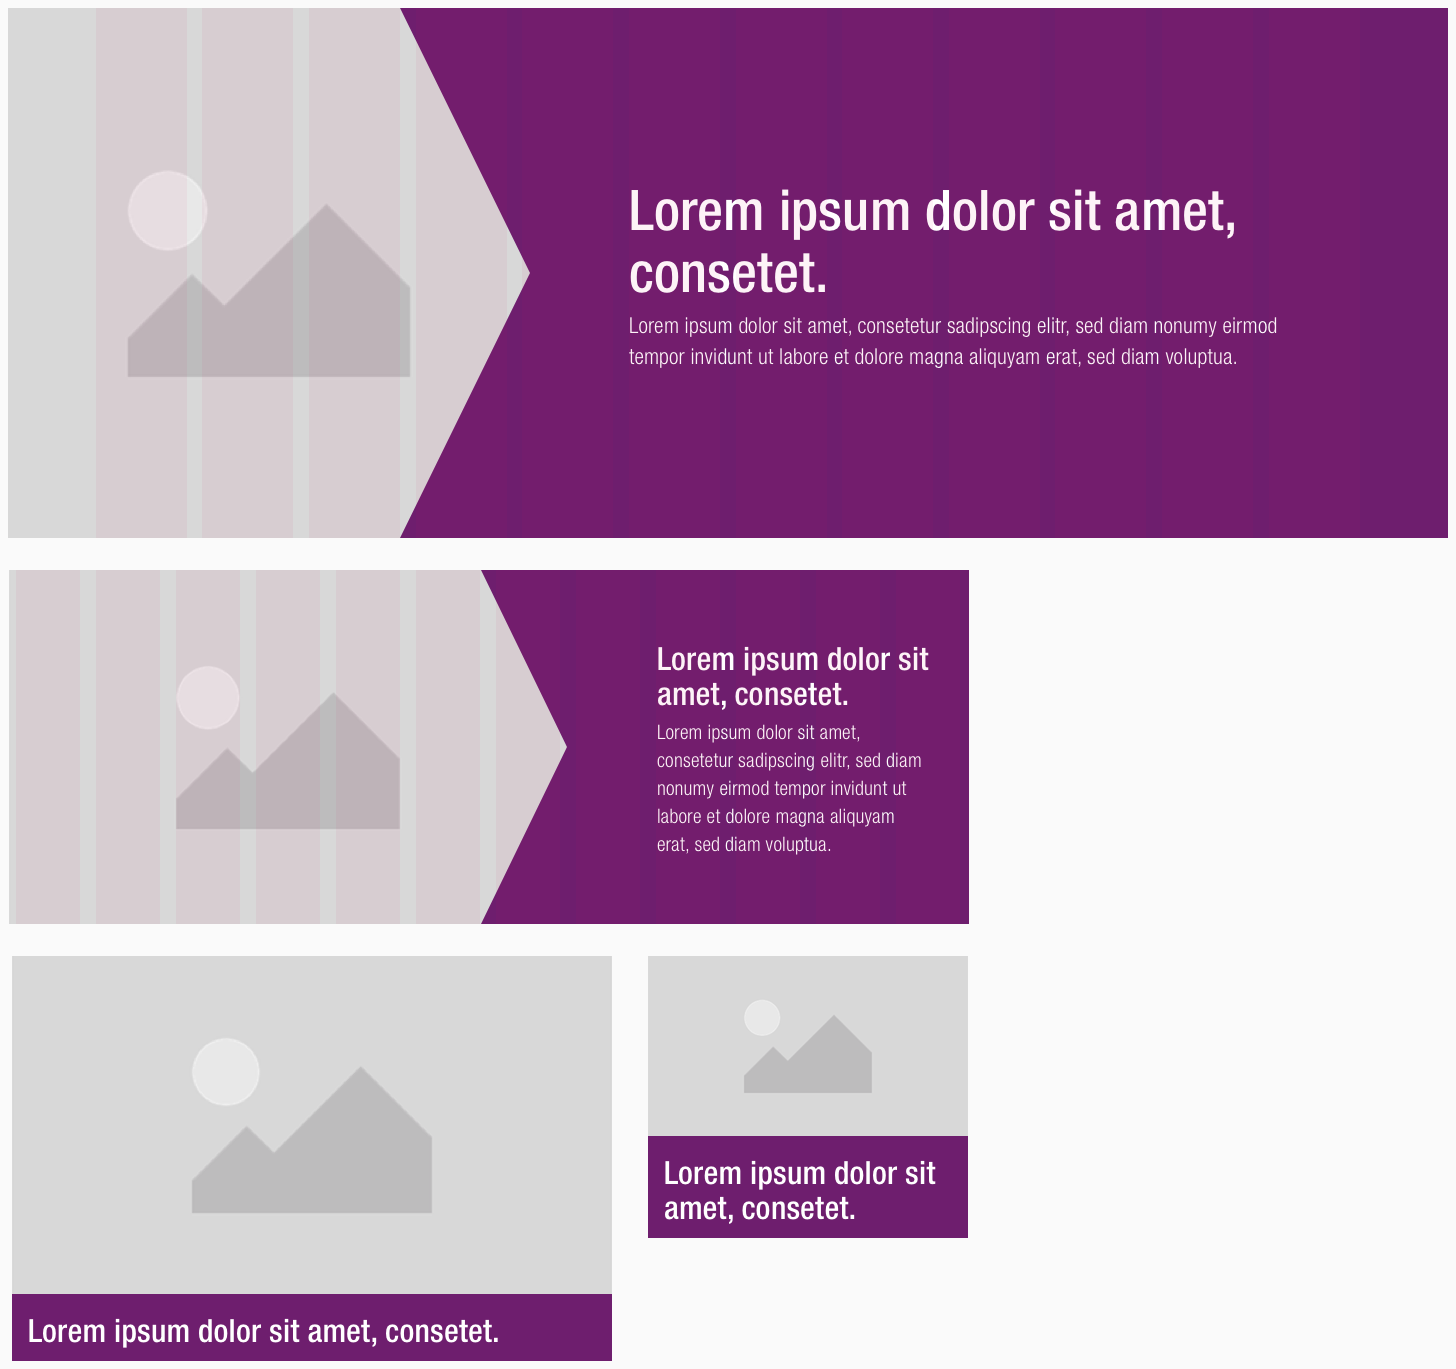 Lorem ipsum dolor sit amet,
consetet.
Lorem ipsum dolor sit amet, consetetur sadipscing elitr, sed diam nonumy eirmod
tempor invidunt ut labore et dolore magna aliquyam erat, sed diam voluptua.
Lorem ipsum dolor sit
amet, consetet.
Lorem ipsum dolor sit amet,
consetetur sadipscing elitr, sed diam
nonumy eirmod tempor invidunt ut
labore et dolore magna aliquyam
erat, sed diam voluptua.
Lorem ipsum dolor sit amet, consetet.
Lorem ipsum dolor sit
amet, consetet.